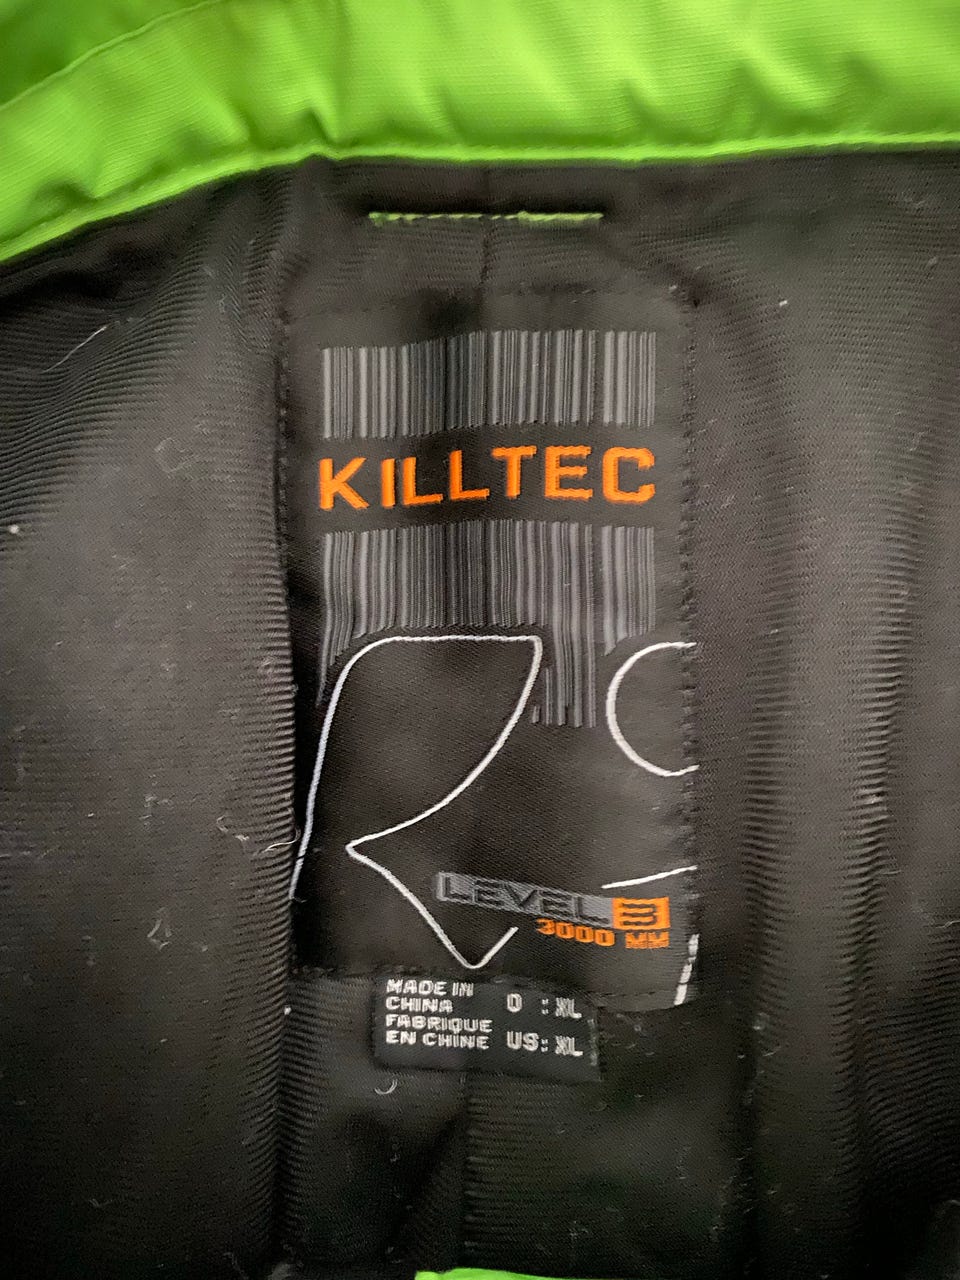 KILLTEC
LEVEL 3
3000 MM
MADE IN
CHINA
FABRIQUE
EN CHINE
D : XL
US: XL